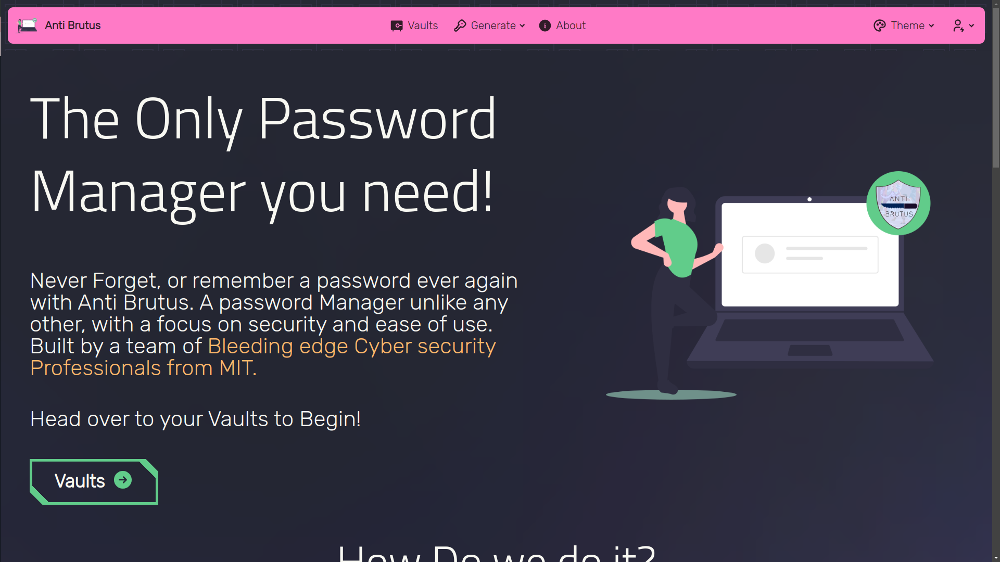 Anti Brutus
Vaults
Generate
About
Theme
The Only Password
Manager you need!
ANTI
BRUTUS
Never Forget, or remember a password ever again
with Anti Brutus. A password Manager unlike any
other, with a focus on security and ease of use.
Built by a team of Bleeding edge Cyber security
Professionals from MIT.
Head over to your Vaults to Begin!
Vaults
How Do we do it?